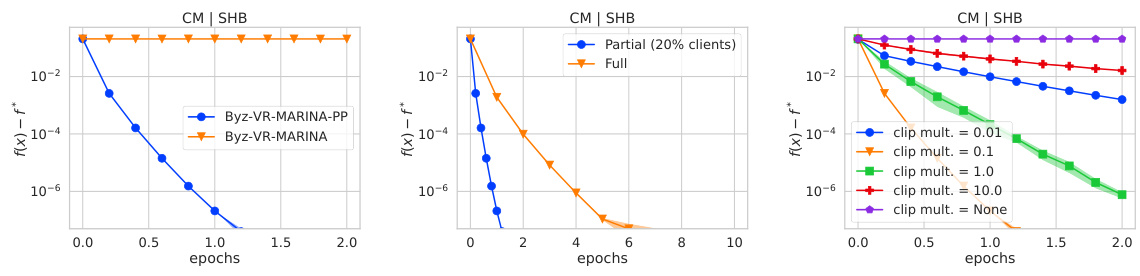 CM | SHB
f(x) − f*
10⁻²
10⁻⁴
10⁻⁶
Byz-VR-MARINA-PP
Byz-VR-MARINA
0.0 0.5 1.0 1.5 2.0
epochs
CM | SHB
f(x) − f*
10⁻²
10⁻⁴
10⁻⁶
Partial (20% clients)
Full
0 2 4 6 8 10
epochs
CM | SHB
f(x) − f*
10⁻²
10⁻⁴
10⁻⁶
clip mult. = 0.01
clip mult. = 0.1
clip mult. = 1.0
clip mult. = 10.0
clip mult. = None
0.0 0.5 1.0 1.5 2.0
epochs